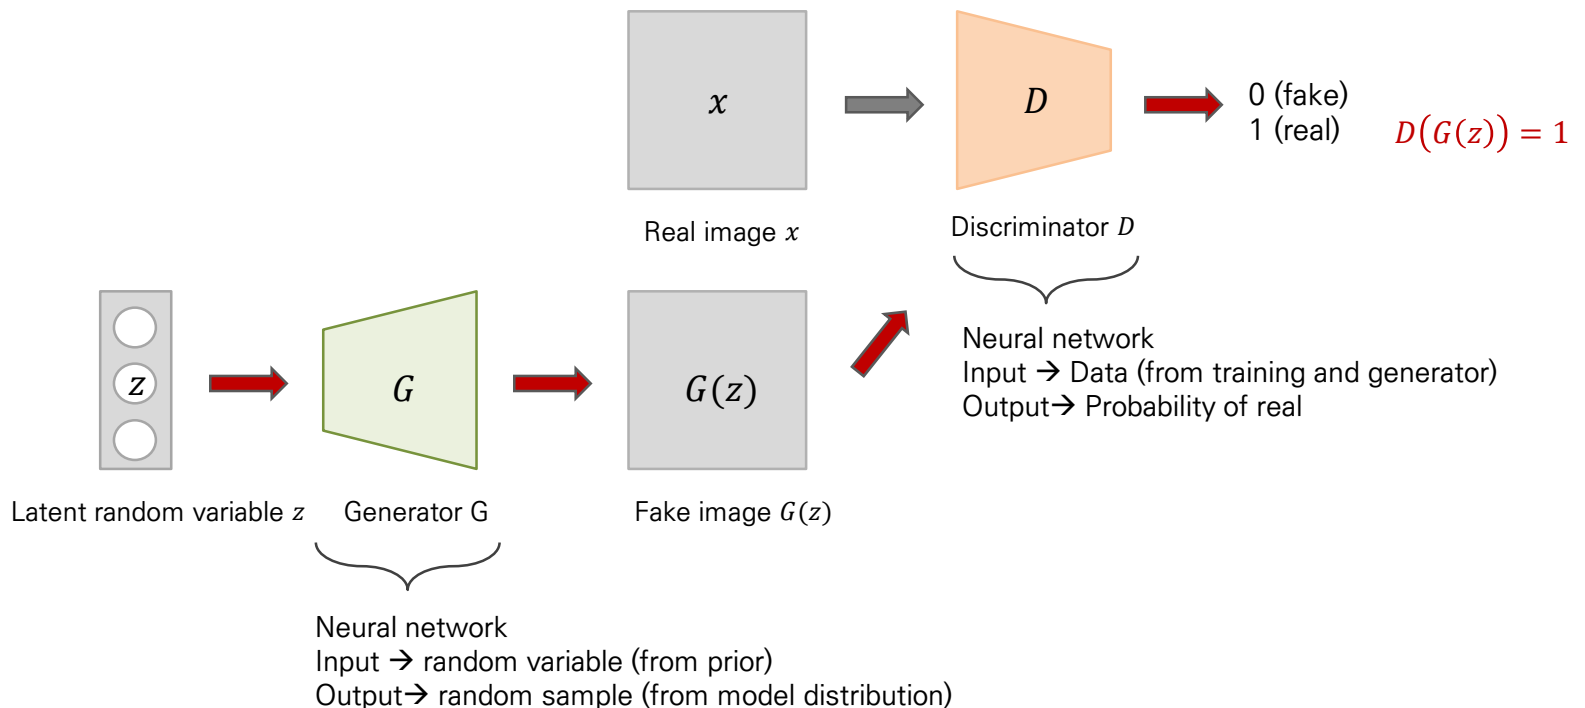 x
D
0 (fake)
1 (real)
D(G(z)) = 1
Real image x
Discriminator D
Neural network
Input → Data (from training and generator)
Output→ Probability of real
z
G
G(z)
Latent random variable z
Generator G
Fake image G(z)
Neural network
Input → random variable (from prior)
Output→ random sample (from model distribution)